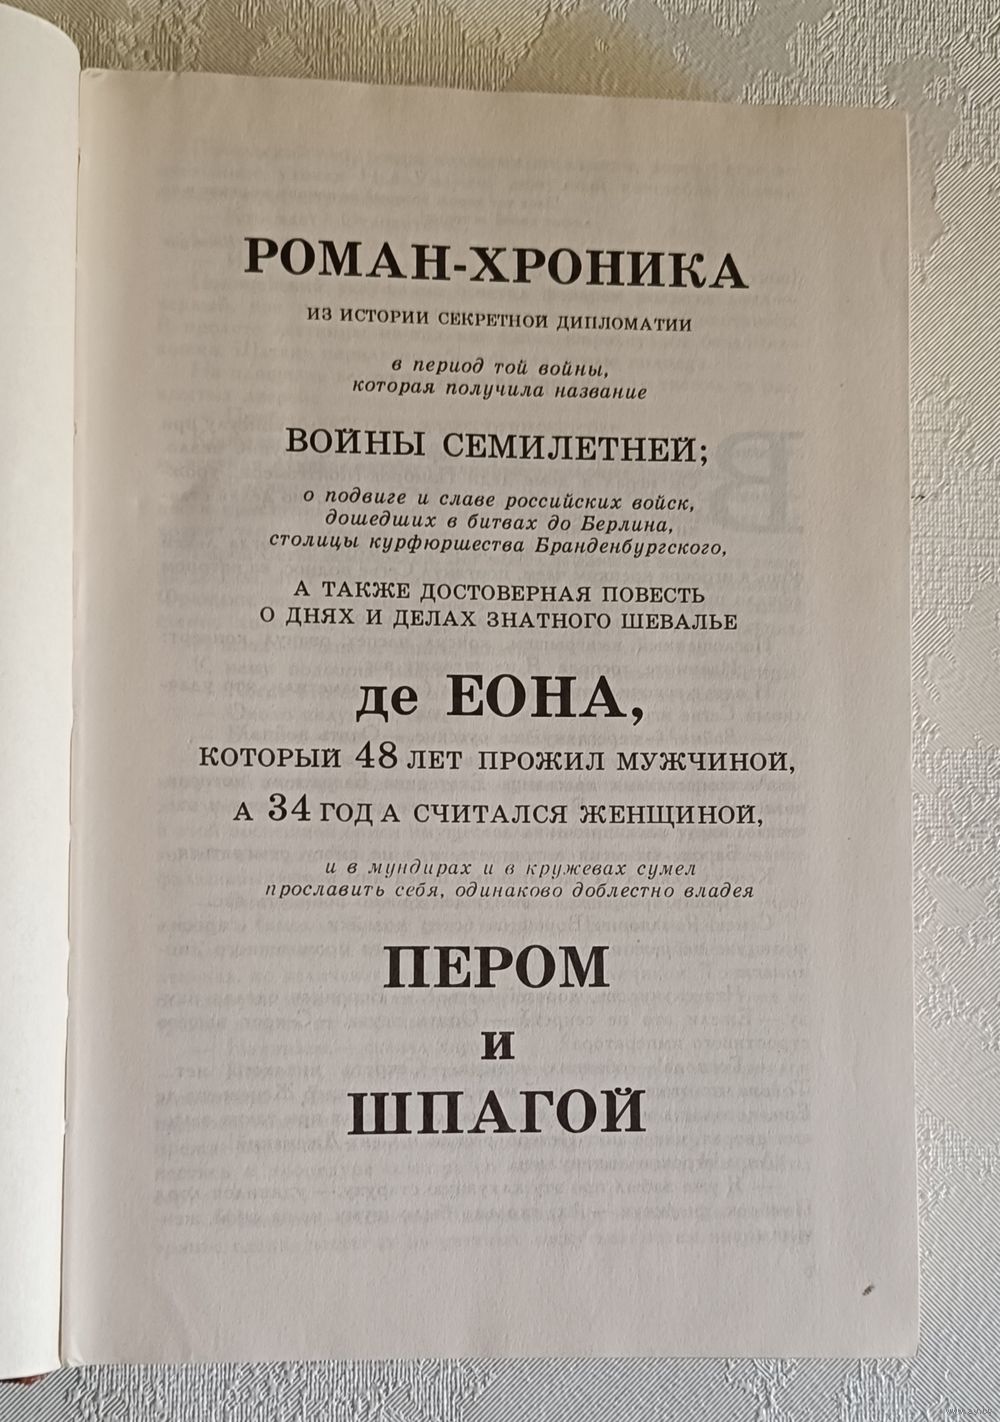 РОМАН-ХРОНИКА
ИЗ ИСТОРИИ СЕКРЕТНОЙ ДИПЛОМАТИИ
в период той войны,
которая получила название
ВОЙНЫ СЕМИЛЕТНЕЙ;
о подвиге и славе российских войск,
дошедших в битвах до Берлина,
столицы курфюршества Бранденбургского,
А ТАКЖЕ ДОСТОВЕРНАЯ ПОВЕСТЬ
О ДНЯХ И ДЕЛАХ ЗНАТНОГО ШЕВАЛЬЕ
де ЕОНА,
КОТОРЫЙ 48 ЛЕТ ПРОЖИЛ МУЖЧИНОЙ,
А 34 ГОДА СЧИТАЛСЯ ЖЕНЩИНОЙ,
и в мундирах и в кружевах сумел
прославить себя, одинаково доблестно владея
ПЕРОМ
и
ШПАГОЙ